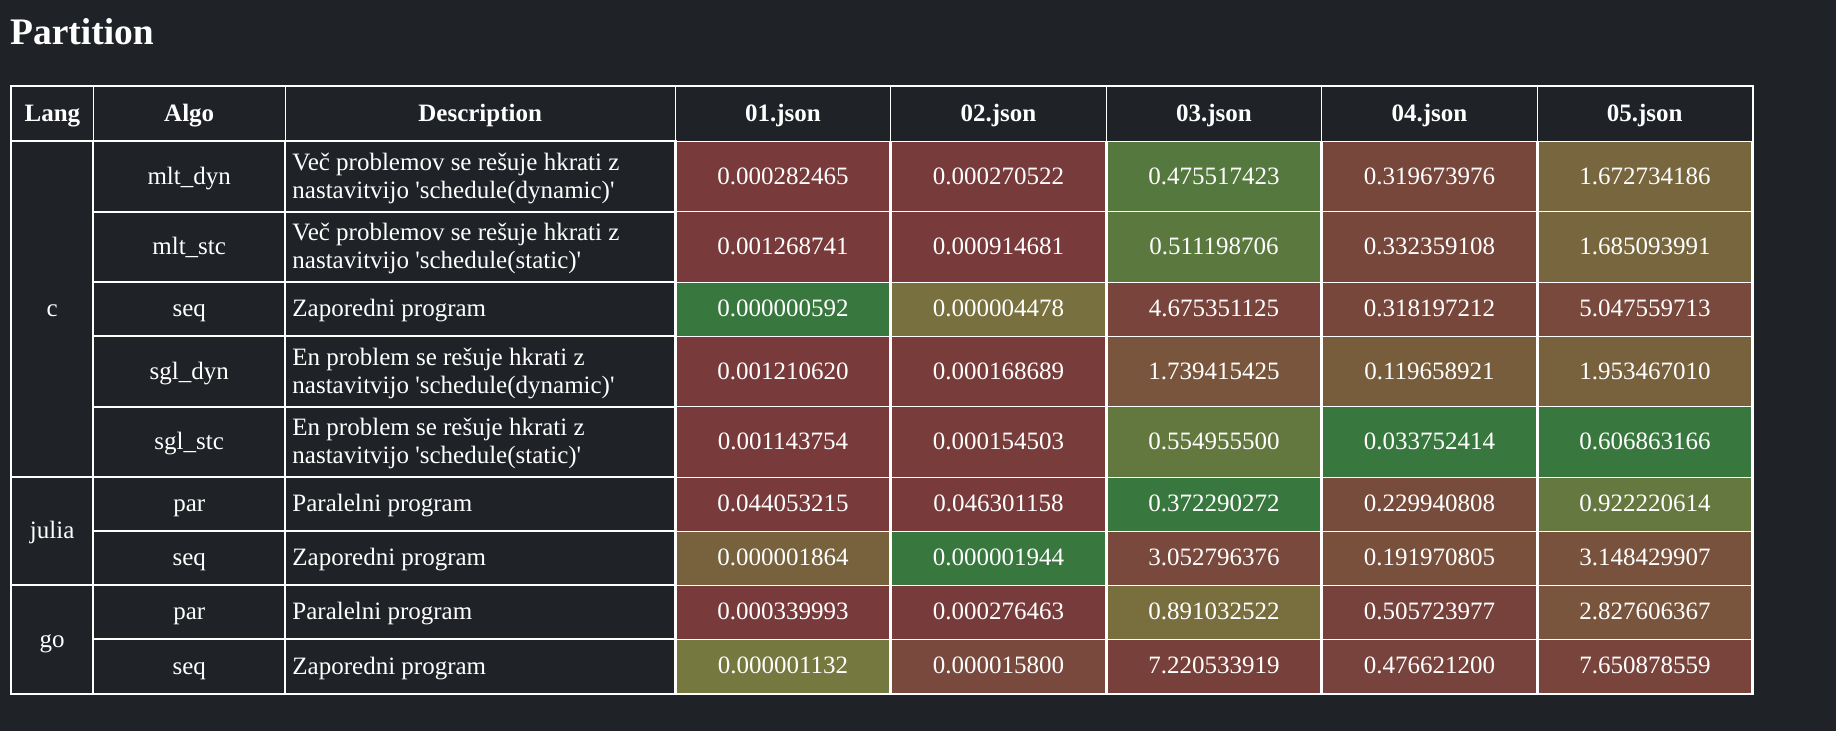 Partition
Lang Algo Description 01.json 02.json 03.json 04.json 05.json
c
mlt_dyn
Več problemov se rešuje hkrati z
nastavitvijo 'schedule(dynamic)'
0.000282465 0.000270522 0.475517423 0.319673976 1.672734186
mlt_stc
Več problemov se rešuje hkrati z
nastavitvijo 'schedule(static)'
0.001268741 0.000914681 0.511198706 0.332359108 1.685093991
seq Zaporedni program 0.000000592 0.000004478 4.675351125 0.318197212 5.047559713
sgl_dyn
En problem se rešuje hkrati z
nastavitvijo 'schedule(dynamic)'
0.001210620 0.000168689 1.739415425 0.119658921 1.953467010
sgl_stc
En problem se rešuje hkrati z
nastavitvijo 'schedule(static)'
0.001143754 0.000154503 0.554955500 0.033752414 0.606863166
julia
par Paralelni program 0.044053215 0.046301158 0.372290272 0.229940808 0.922220614
seq Zaporedni program 0.000001864 0.000001944 3.052796376 0.191970805 3.148429907
go
par Paralelni program 0.000339993 0.000276463 0.891032522 0.505723977 2.827606367
seq Zaporedni program 0.000001132 0.000015800 7.220533919 0.476621200 7.650878559